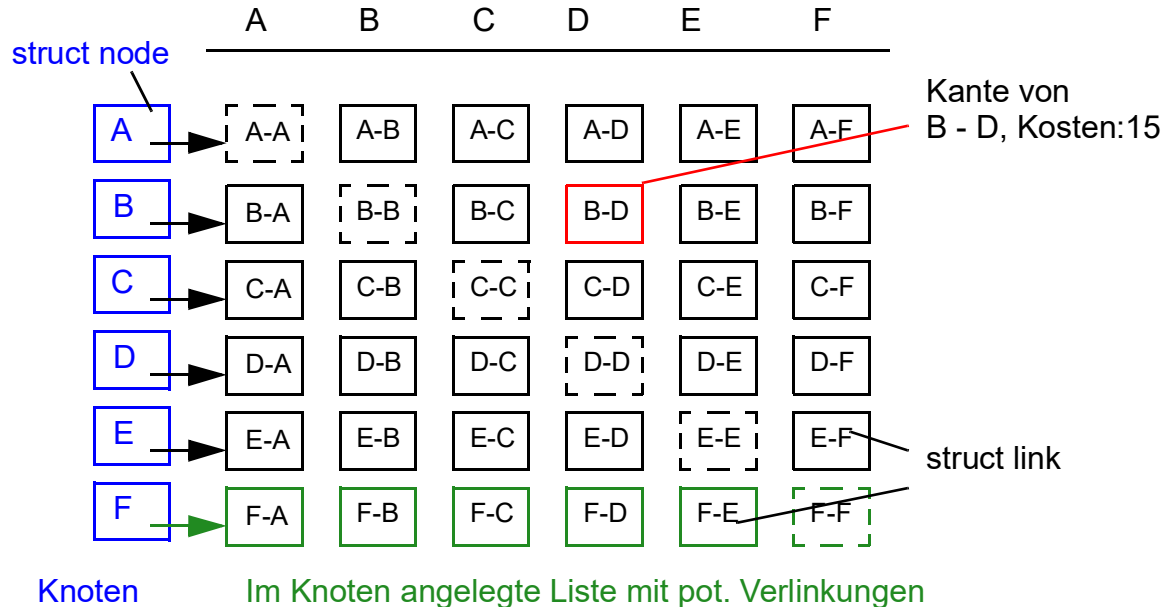 A B C D E F
struct node
Kante von
B - D, Kosten:15
A A-A A-B A-C A-D A-E A-F
B B-A B-B B-C B-D B-E B-F
C C-A C-B C-C C-D C-E C-F
D D-A D-B D-C D-D D-E D-F
E E-A E-B E-C E-D E-E E-F
struct link
F F-A F-B F-C F-D F-E F-F
Knoten Im Knoten angelegte Liste mit pot. Verlinkungen